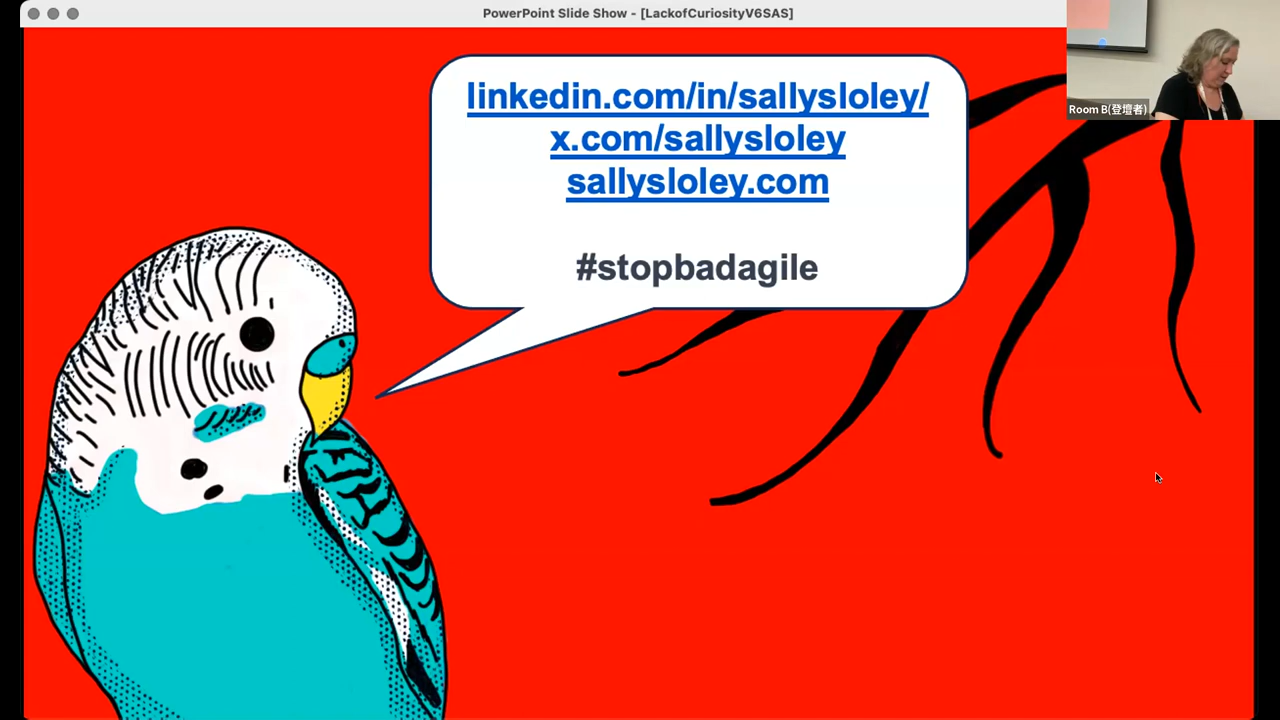 PowerPoint Slide Show - [LackofCuriosityV6SAS]
linkedin.com/in/sallysloley/
x.com/sallysloley
sallysloley.com
#stopbadagile
Room B(登壇者)